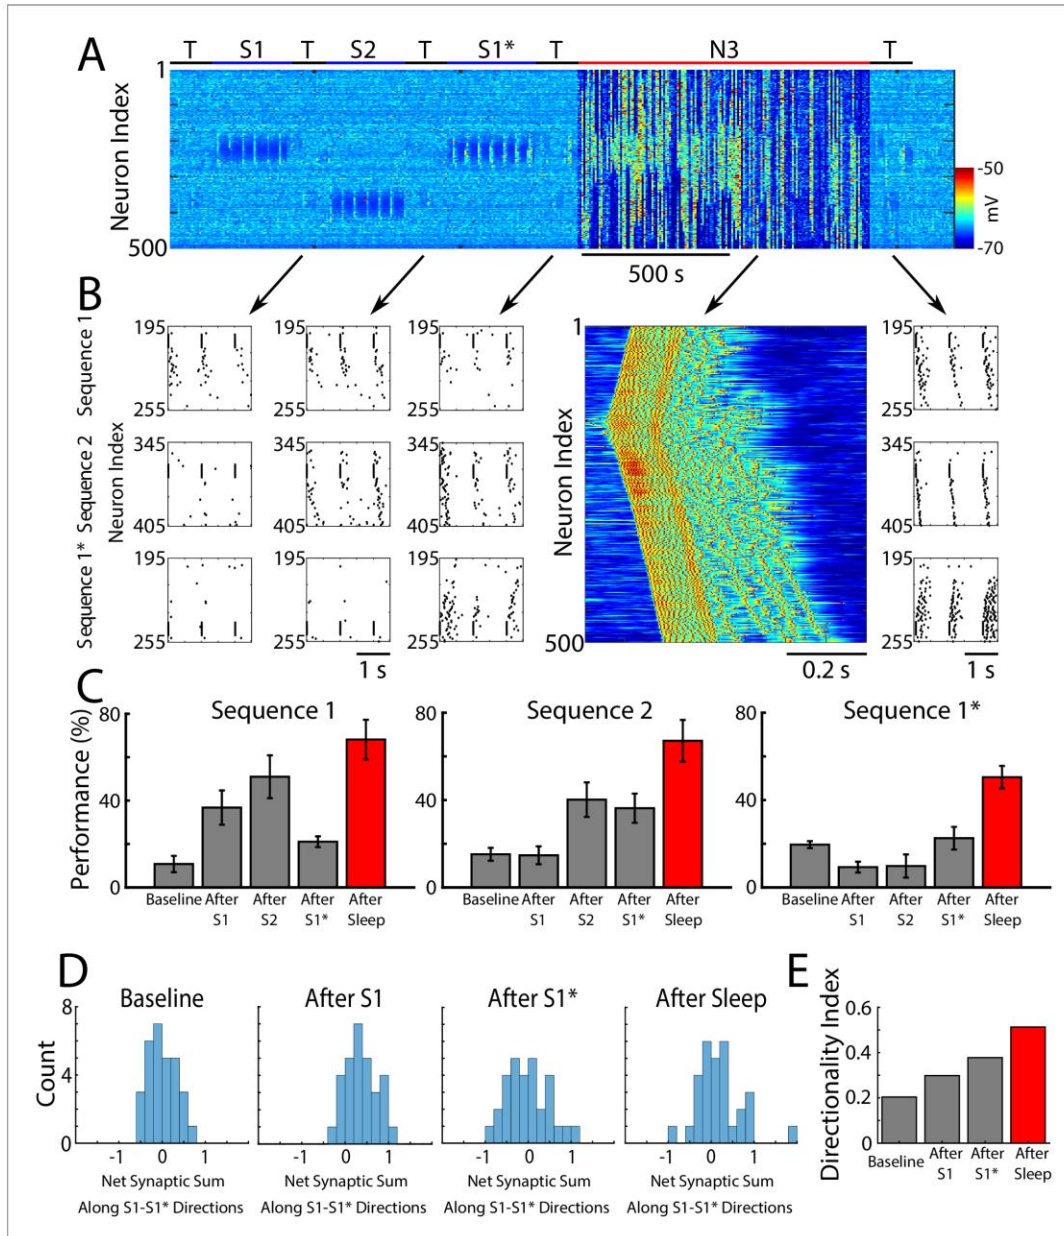 A
T S1 T S2 T S1* T N3 T
1
Neuron Index
500
500 s
-50
mV
-70
B
Sequence 1
195
255
195
255
195
255
1
195
255
Sequence 2
Neuron Index
345
405
345
405
345
405
Neuron Index
345
405
Sequence 1*
195
255
195
255
195
255
500
195
255
1 s
0.2 s
1 s
C
Performance (%)
Sequence 1
Sequence 2
Sequence 1*
80
40
0
80
40
0
80
40
0
Baseline After After After After
S1 S2 S1* Sleep
Baseline After After After After
S1 S2 S1* Sleep
Baseline After After After After
S1 S2 S1* Sleep
D
Baseline
After S1
After S1*
After Sleep
8
4
0
Count
-1 0 1
-1 0 1
-1 0 1
-1 0 1
Net Synaptic Sum
Along S1-S1* Directions
Net Synaptic Sum
Along S1-S1* Directions
Net Synaptic Sum
Along S1-S1* Directions
Net Synaptic Sum
Along S1-S1* Directions
E
Directionality Index
0.6
0.4
0.2
0
Baseline After After After
S1 S1* Sleep